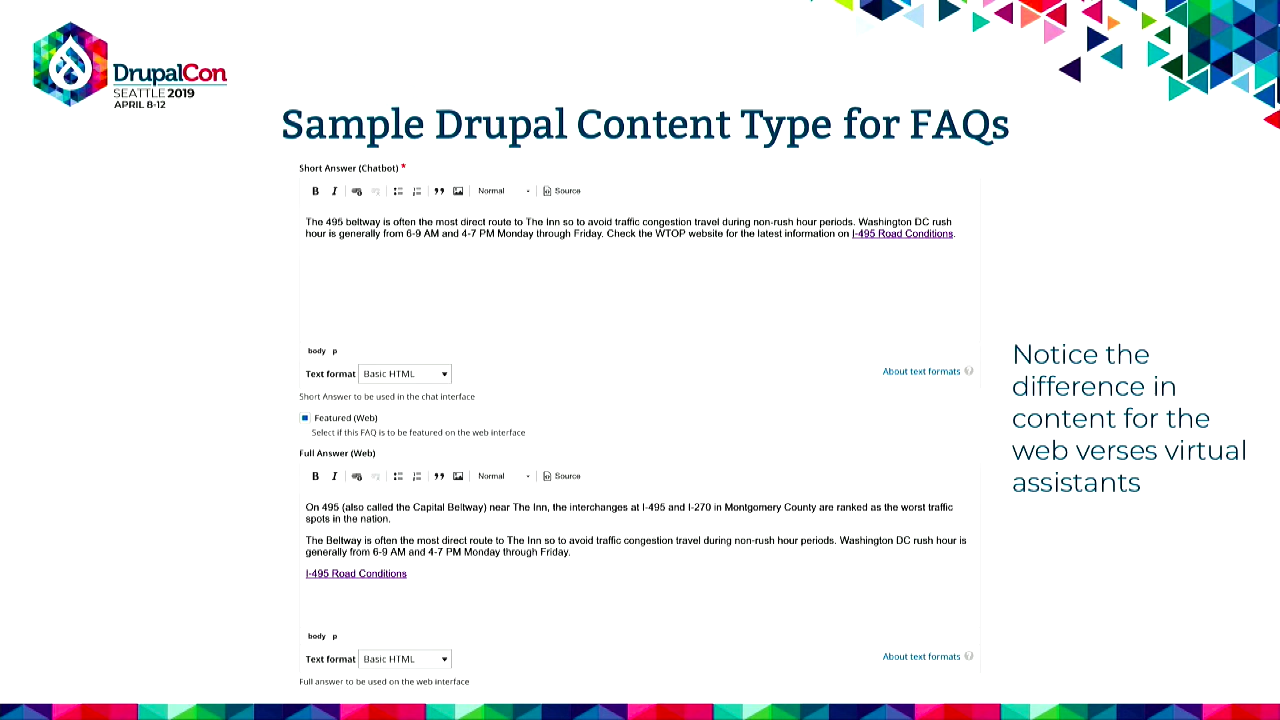 DrupalCon
SEATTLE 2019
APRIL 8-12
Sample Drupal Content Type for FAQs
Short Answer (Chatbot) *
B I Normal Source
The 495 beltway is often the most direct route to The Inn so to avoid traffic congestion travel during non-rush hour periods. Washington DC rush
hour is generally from 6-9 AM and 4-7 PM Monday through Friday. Check the WTOP website for the latest information on I-495 Road Conditions.
body p
Text format Basic HTML
About text formats ?
Short Answer to be used in the chat interface
Featured (Web)
Select if this FAQ is to be featured on the web interface
Full Answer (Web)
B I Normal Source
On 495 (also called the Capital Beltway) near The Inn, the interchanges at I-495 and I-270 in Montgomery County are ranked as the worst traffic
spots in the nation.
The Beltway is often the most direct route to The Inn so to avoid traffic congestion travel during non-rush hour periods. Washington DC rush hour is
generally from 6-9 AM and 4-7 PM Monday through Friday.
I-495 Road Conditions
body p
Text format Basic HTML
About text formats ?
Full answer to be used on the web interface
Notice the
difference in
content for the
web verses virtual
assistants